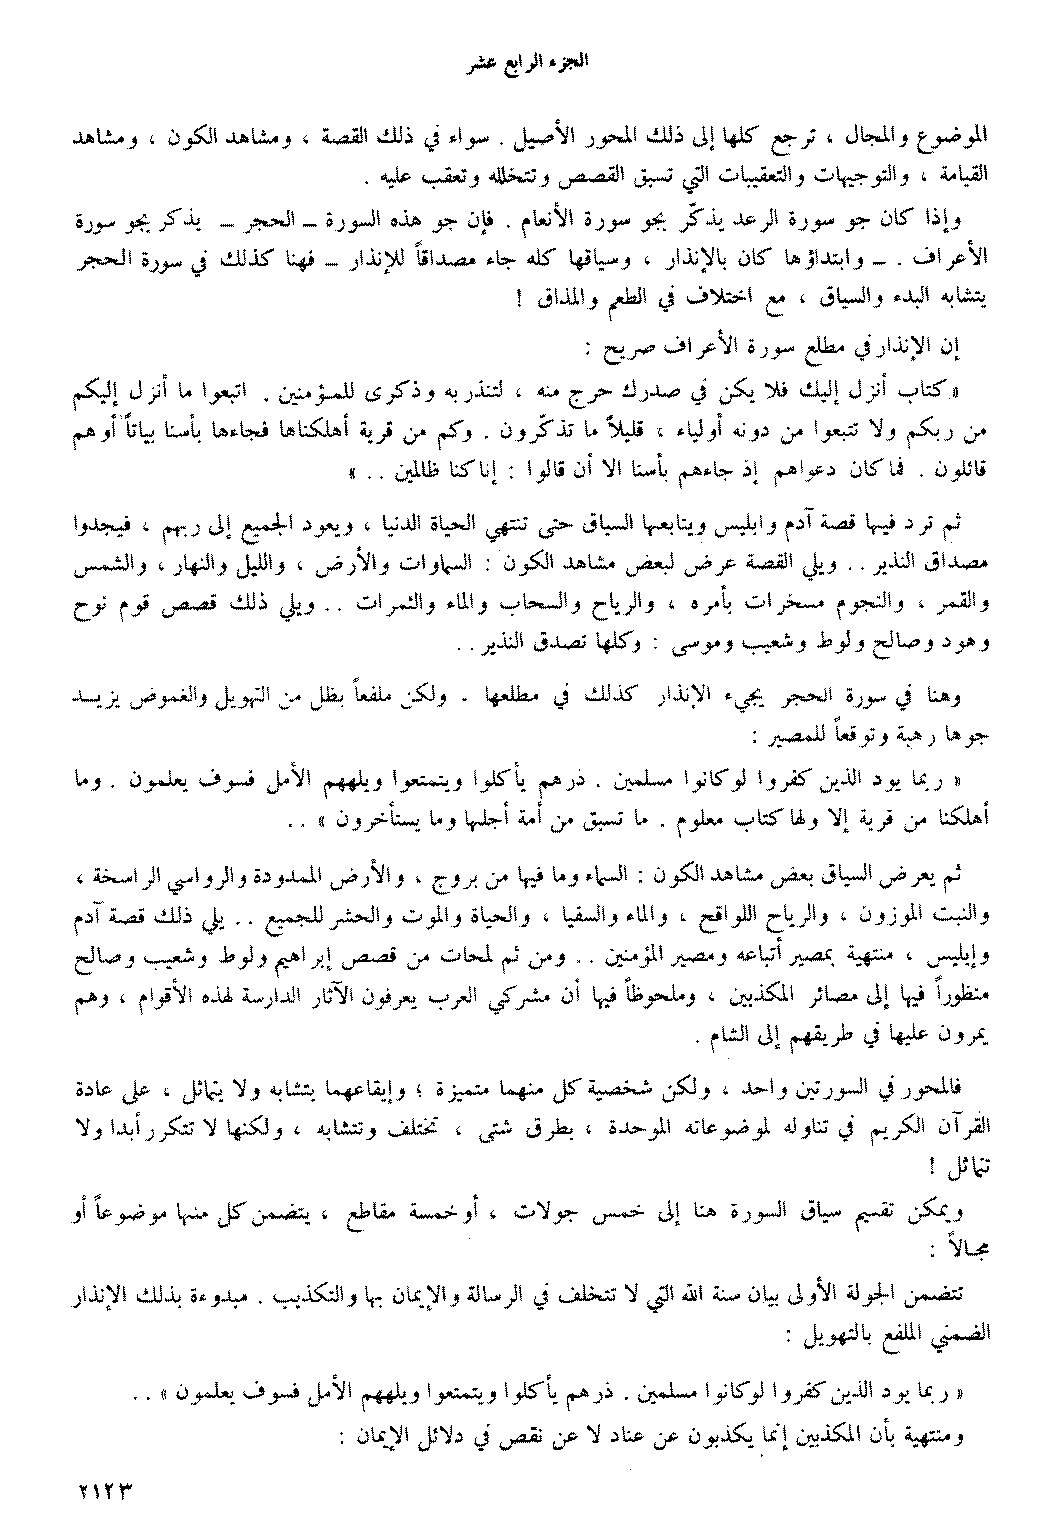 الجزء الرابع عشر
الموضوع والمجال ، ترجع كلها إلى ذلك المحور الأصيل . سواء في ذلك القصة ، ومشاهد الكون ، ومشاهد
القيامة ، والتوجيهات والتعقيبات التي تسبق القصص وتتخلله وتعقب عليه .
وإذا كان جو سورة الرعد يذكّر بجو سورة الأنعام . فإن جو هذه السورة – الحجر – يذكر بجو سورة
الأعراف . – وابتداؤها كان بالإنذار ، وسياقها كله جاء مصداقاً للإنذار – فهنا كذلك في سورة الحجر
يتشابه البدء والسياق ، مع اختلاف في الطعم والمذاق !
إن الإنذار في مطلع سورة الأعراف صريح :
« كتاب أنزل إليك فلا يكن في صدرك حرج منه ، لتنذر به وذكرى للمؤمنين . اتبعوا ما أنزل إليكم
من ربكم ولا تتبعوا من دونه أولياء ، قليلاً ما تذكّرون . وكم من قرية أهلكناها فجاءها بأسنا بياتاً أو هم
قائلون . فما كان دعواهم إذ جاءهم بأسنا الا أن قالوا : إنا كنا ظالمين .. »
ثم ترد فيها قصة آدم وابليس ويتابعها السياق حتى تنتهي الحياة الدنيا ، ويعود الجميع إلى ربهم ، فيجدوا
مصداق النذير .. ويلي القصة عرض لبعض مشاهد الكون : السماوات والأرض ، والليل والنهار ، والشمس
والقمر ، والنجوم مسخرات بأمره ، والرياح والسحاب والماء والثمرات .. ويلي ذلك قصص قوم نوح
وهود وصالح ولوط وشعيب وموسى : وكلها تصدق النذير ..
وهنا في سورة الحجر يجيء الإنذار كذلك في مطلعها . ولكن ملفعاً بظل من التهويل والغموض يزيــد
جوها رهبة وتوقعاً للمصير :
« ربما يود الذين كفروا لو كانوا مسلمين . ذرهم يأكلوا ويتمتعوا ويلههم الأمل فسوف يعلمون . وما
أهلكنا من قرية إلا ولها كتاب معلوم . ما تسبق من أمة أجلها وما يستأخرون » ..
ثم يعرض السياق بعض مشاهد الكون : السماء وما فيها من بروج ، والأرض الممدودة والرواسي الراسخة ،
والنبت الموزون ، والرياح اللواقح ، والماء والسقيا ، والحياة والموت والحشر للجميع .. يلي ذلك قصة آدم
وإبليس ، منتهية بمصير أتباعه ومصير المؤمنين .. ومن ثم لمحات من قصص إبراهيم ولوط وشعيب وصالح
منظوراً فيها إلى مصائر المكذبين ، وملحوظاً فيها أن مشركي العرب يعرفون الآثار الدارسة لهذه الأقوام ، وهم
يمرون عليها في طريقهم إلى الشام .
فالمحور في السورتين واحد ، ولكن شخصية كل منهما متميزة ؛ وإيقاعهما يتشابه ولا يتماثل ، على عادة
القرآن الكريم في تناوله لموضوعاته الموحدة ، بطرق شتى ، تختلف وتتشابه ، ولكنها لا تتكرر أبدا ولا
تتماثل !
ويمكن تقسيم سياق السورة هنا إلى خمس جولات ، أو خمسة مقاطع ، يتضمن كل منها موضوعاً أو
مجـالاً :
تتضمن الجولة الأولى بيان سنة الله التي لا تتخلف في الرسالة والإيمان بها والتكذيب . مبدوءة بذلك الإنذار
الضمني الملفع بالتهويل :
« ربما يود الذين كفروا لو كانوا مسلمين . ذرهم يأكلوا ويتمتعوا ويلههم الأمل فسوف يعلمون » ..
ومنتهية بأن المكذبين إنما يكذبون عن عناد لا عن نقص في دلائل الإيمان :
٢١٢٣